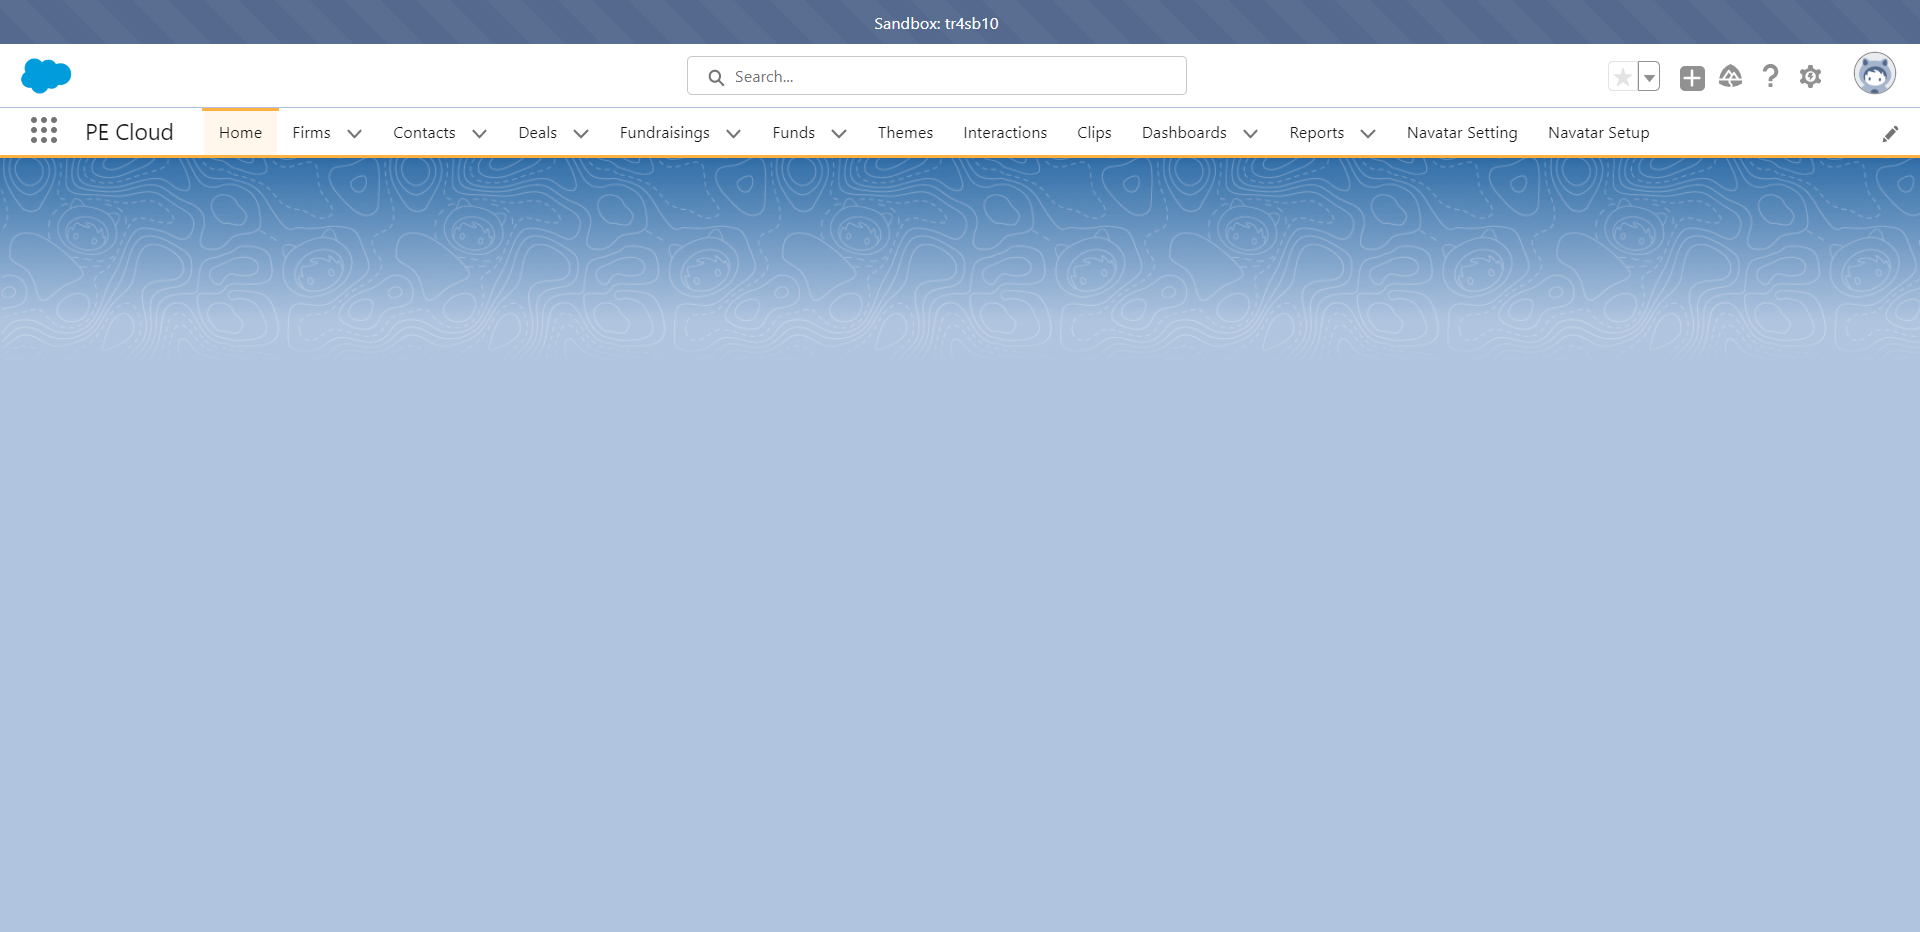 Sandbox: tr4sb10
Search...
PE Cloud Home Firms Contacts Deals Fundraisings Funds Themes Interactions Clips Dashboards Reports Navatar Setting Navatar Setup